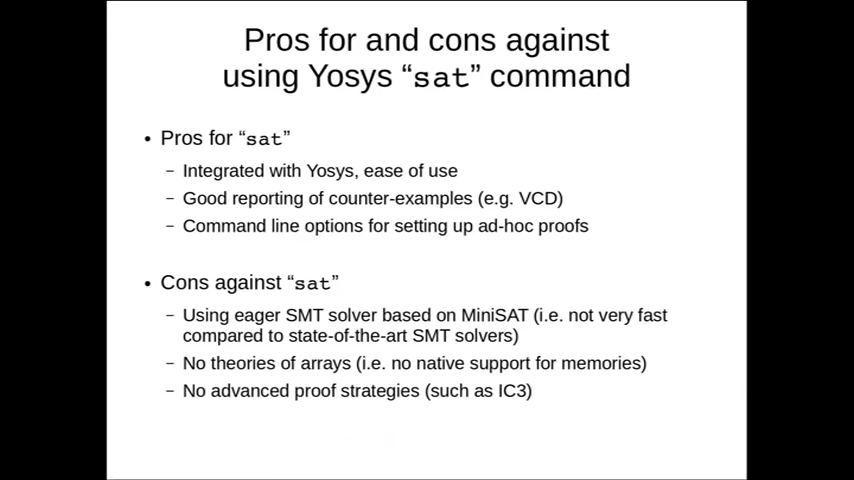 Pros for and cons against
using Yosys “sat” command
• Pros for “sat”
– Integrated with Yosys, ease of use
– Good reporting of counter-examples (e.g. VCD)
– Command line options for setting up ad-hoc proofs
• Cons against “sat”
– Using eager SMT solver based on MiniSAT (i.e. not very fast
compared to state-of-the-art SMT solvers)
– No theories of arrays (i.e. no native support for memories)
– No advanced proof strategies (such as IC3)